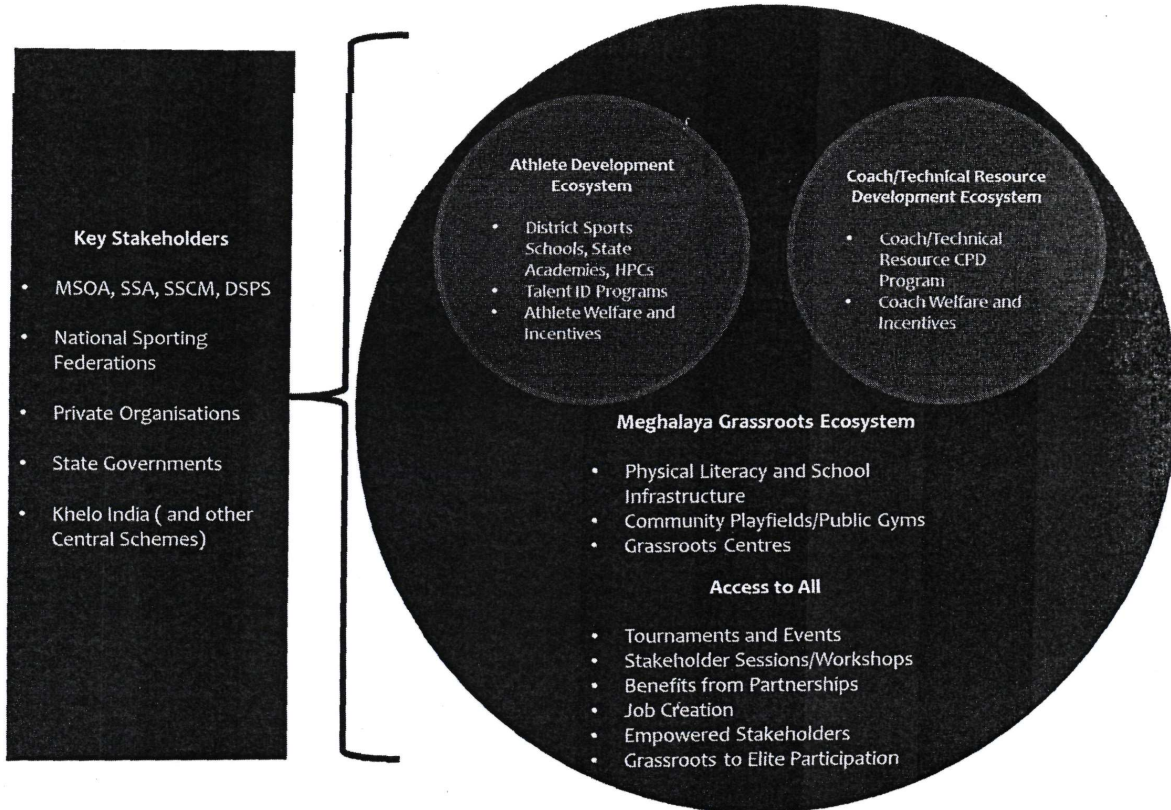 Key Stakeholders
• MSOA, SSA, SSCM, DSPS
• National Sporting
Federations
• Private Organisations
• State Governments
• Khelo India ( and other
Central Schemes)
Athlete Development
Ecosystem
• District Sports
Schools, State
Academies, HPCs
• Talent ID Programs
• Athlete Welfare and
Incentives
Coach/Technical Resource
Development Ecosystem
• Coach/Technical
Resource CPD
Program
• Coach Welfare and
Incentives
Meghalaya Grassroots Ecosystem
• Physical Literacy and School
Infrastructure
• Community Playfields/Public Gyms
• Grassroots Centres
Access to All
• Tournaments and Events
• Stakeholder Sessions/Workshops
• Benefits from Partnerships
• Job Creation
• Empowered Stakeholders
• Grassroots to Elite Participation